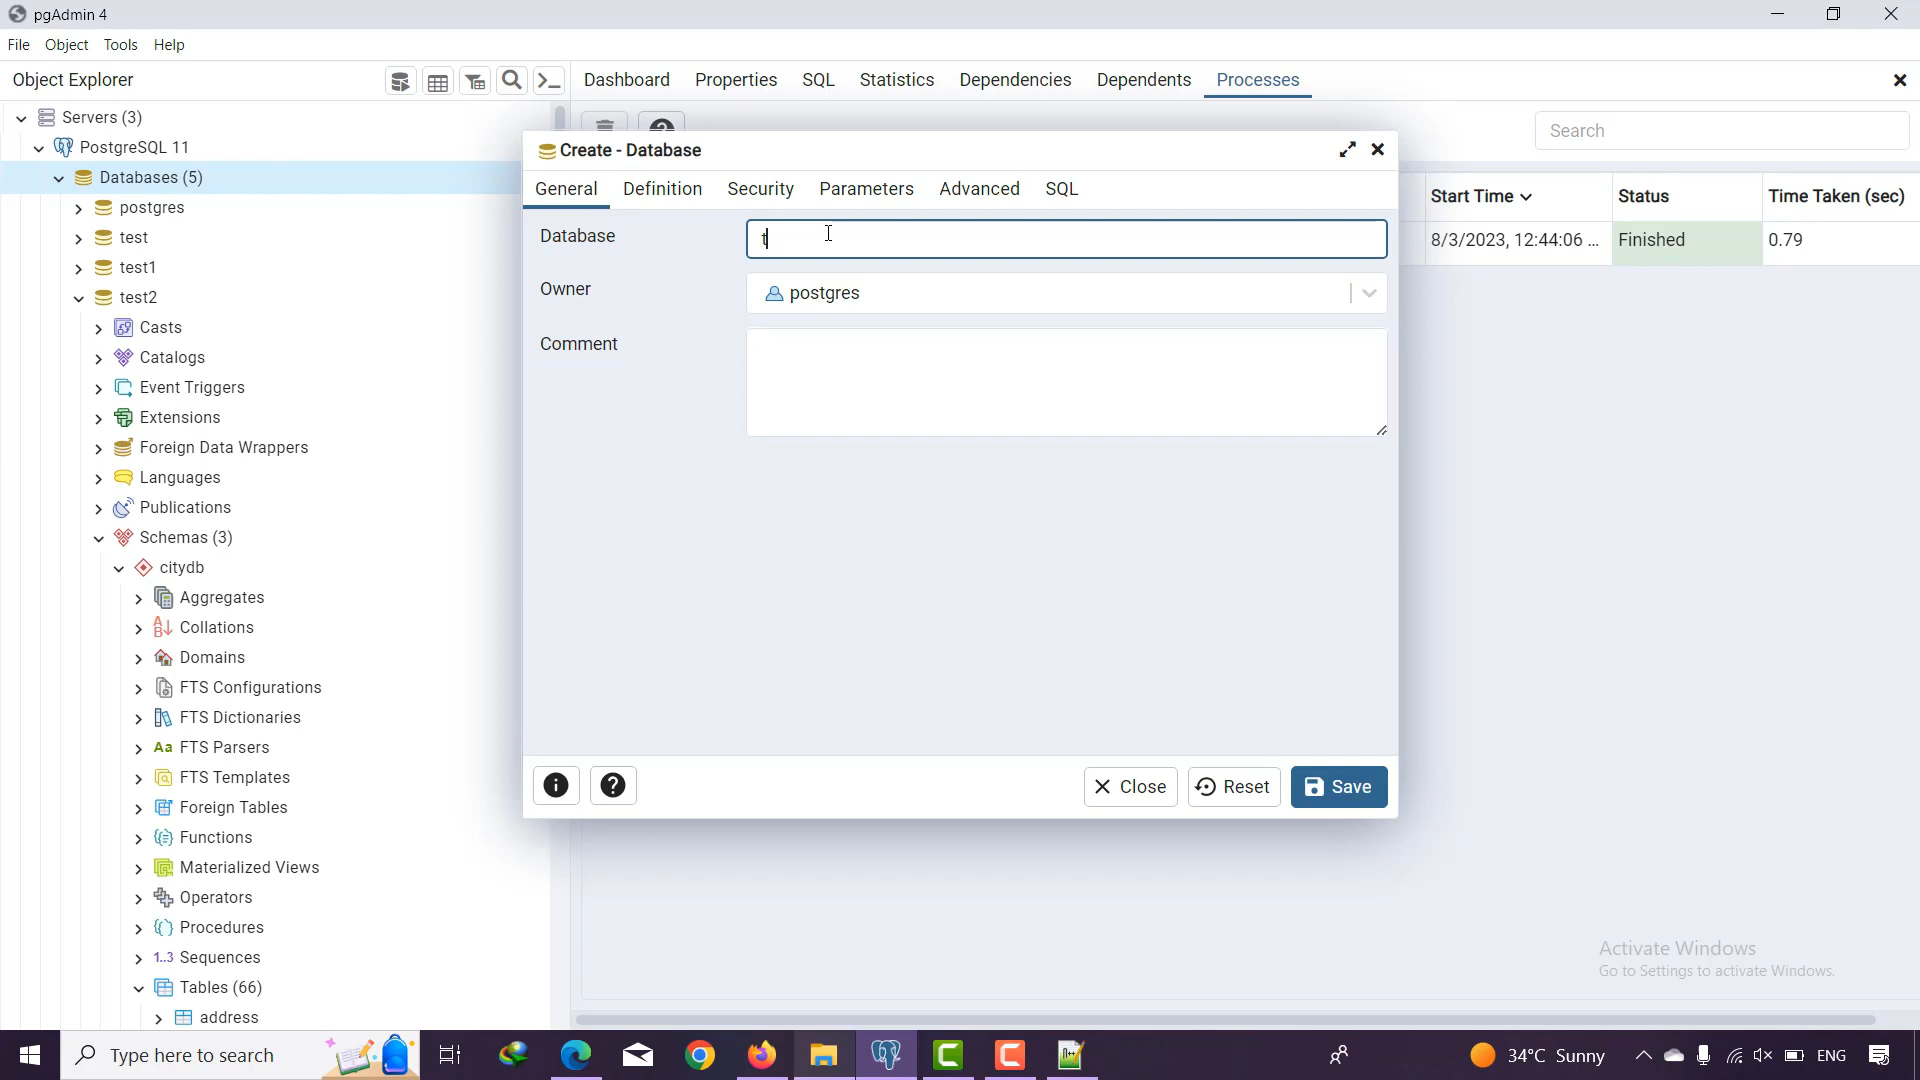 pgAdmin 4
File Object Tools Help
Object Explorer
Dashboard Properties SQL Statistics Dependencies Dependents Processes
Servers (3)
PostgreSQL 11
Databases (5)
postgres
test
test1
test2
Casts
Catalogs
Event Triggers
Extensions
Foreign Data Wrappers
Languages
Publications
Schemas (3)
citydb
Aggregates
Collations
Domains
FTS Configurations
FTS Dictionaries
Aa FTS Parsers
FTS Templates
Foreign Tables
Functions
Materialized Views
Operators
Procedures
1..3 Sequences
Tables (66)
address
Search
Start Time Status Time Taken (sec)
8/3/2023, 12:44:06 ... Finished 0.79
Create - Database
General Definition Security Parameters Advanced SQL
Database t
Owner postgres
Comment
Close Reset Save
Activate Windows
Go to Settings to activate Windows.
Type here to search
34°C Sunny
ENG